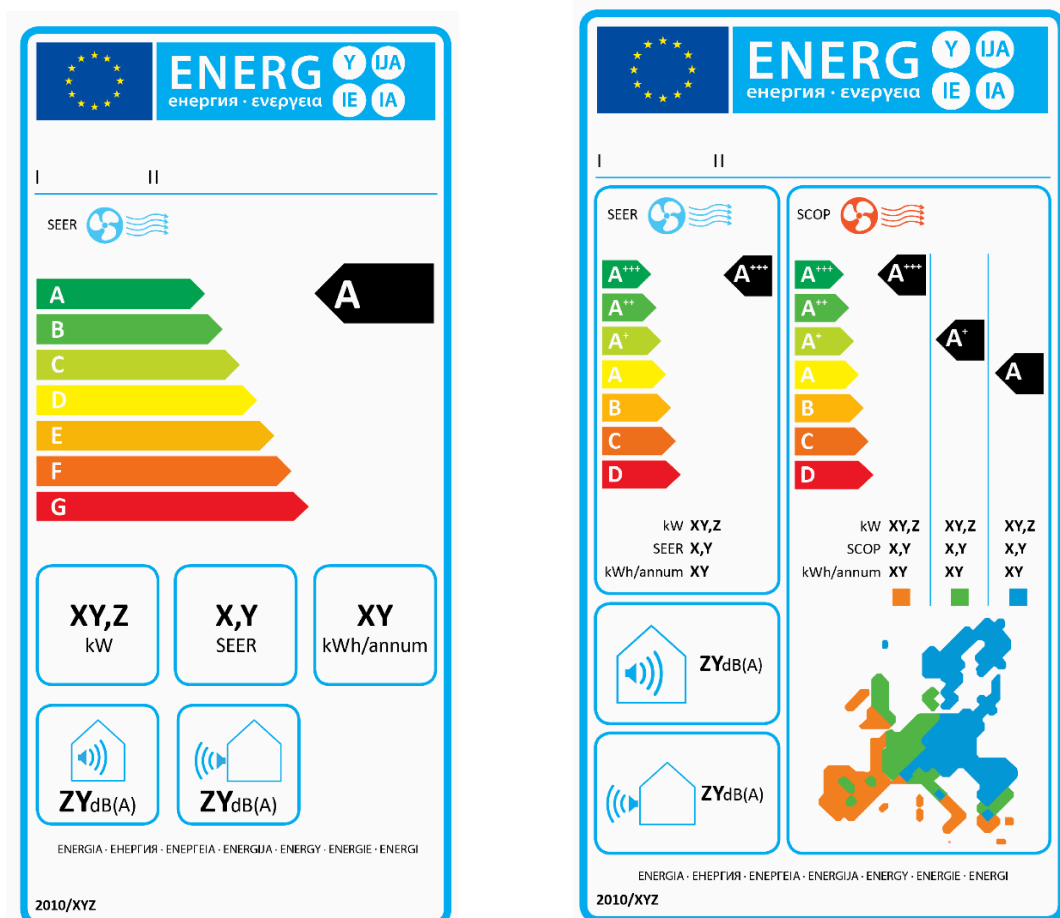 ENERG Y IJA
енергия · ενεργεια IE IA
I II
SEER
A A
B
C
D
E
F
G
XY,Z X,Y XY
kW SEER kWh/annum
ZYdB(A) ZYdB(A)
ENERGIA · ЕНЕРГИЯ · ΕΝΕΡΓΕΙΑ · ENERGIJA · ENERGY · ENERGIE · ENERGI
2010/XYZ
ENERG Y IJA
енергия · ενεργεια IE IA
I II
SEER
A+++ A+++
A++
A+
A
B
C
D
kW XY,Z
SEER X,Y
kWh/annum XY
SCOP
A+++ A+++
A++
A+ A+
A A
B
C
D
kW XY,Z XY,Z XY,Z
SCOP X,Y X,Y X,Y
kWh/annum XY XY XY
ZYdB(A)
ZYdB(A)
ENERGIA · ЕНЕРГИЯ · ΕΝΕΡΓΕΙΑ · ENERGIJA · ENERGY · ENERGIE · ENERGI
2010/XYZ